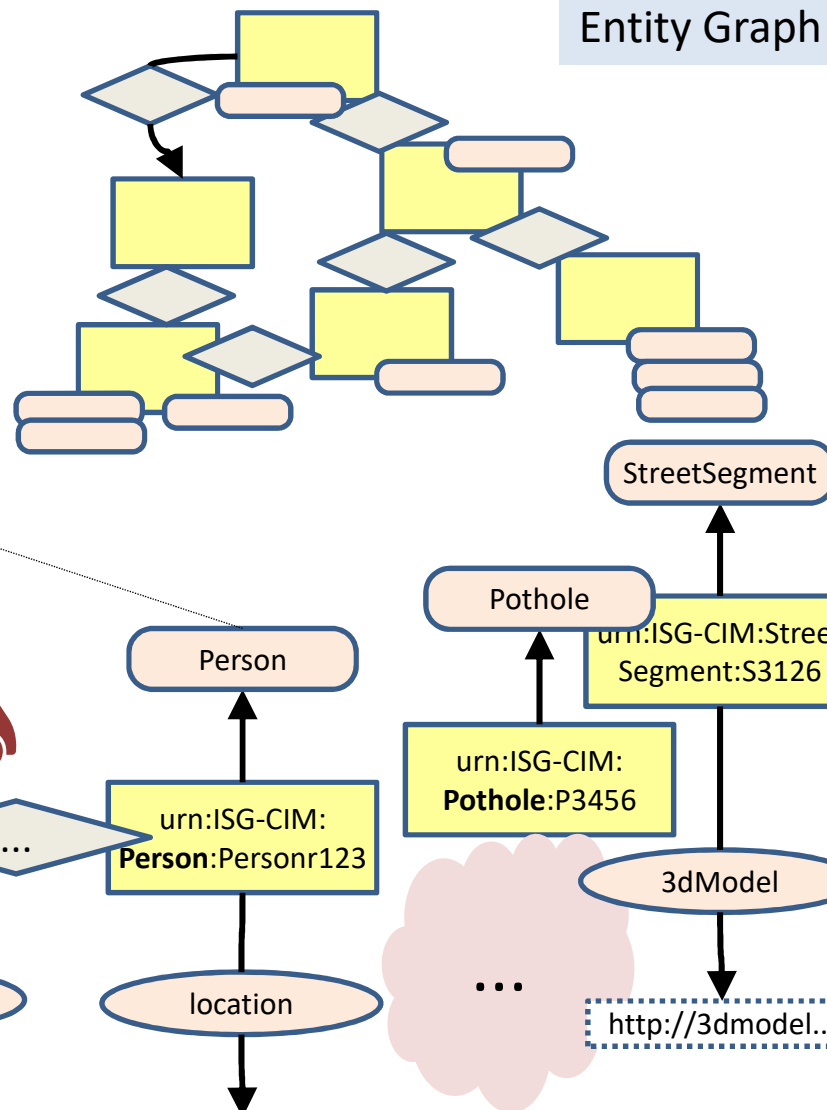 Entity Graph
StreetSegment
Pothole
urn:ISG-CIM:Stree
Segment:S3126
Person
urn:ISG-CIM:
Pothole:P3456
urn:ISG-CIM:
Person:Personr123
...
3dModel
location
...
http://3dmodel..